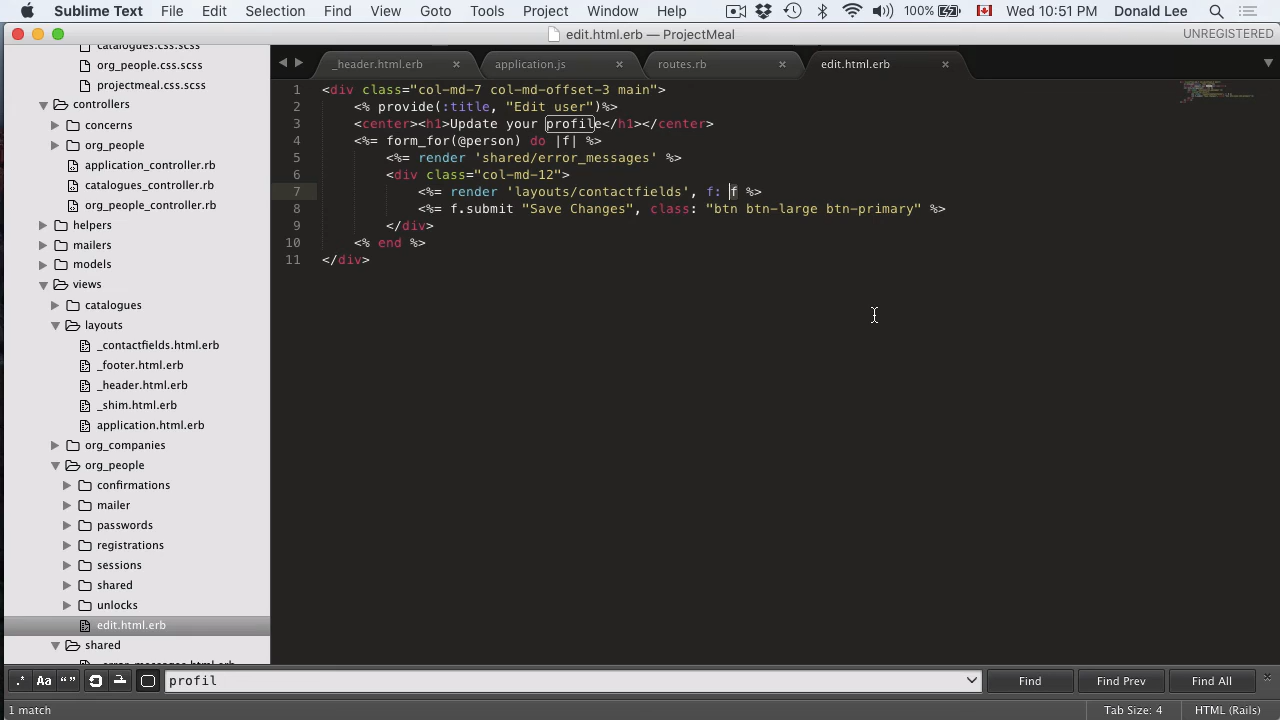 Sublime Text File Edit Selection Find View Goto Tools Project Window Help 100% Wed 10:51 PM Donald Lee
edit.html.erb — ProjectMeal UNREGISTERED
_header.html.erb × application.js × routes.rb × edit.html.erb ×
catalogues.css.scss
org_people.css.scss
projectmeal.css.scss
controllers
concerns
org_people
application_controller.rb
catalogues_controller.rb
org_people_controller.rb
helpers
mailers
models
views
catalogues
layouts
_contactfields.html.erb
_footer.html.erb
_header.html.erb
_shim.html.erb
application.html.erb
org_companies
org_people
confirmations
mailer
passwords
registrations
sessions
shared
unlocks
edit.html.erb
shared
_error_messages.html.erb
1 <div class="col-md-7 col-md-offset-3 main">
2 <% provide(:title, "Edit user")%>
3 <center><h1>Update your profile</h1></center>
4 <%= form_for(@person) do |f| %>
5 <%= render 'shared/error_messages' %>
6 <div class="col-md-12">
7 <%= render 'layouts/contactfields', f: f %>
8 <%= f.submit "Save Changes", class: "btn btn-large btn-primary" %>
9 </div>
10 <% end %>
11 </div>
.* Aa “ ” profil Find Find Prev Find All ×
1 match Tab Size: 4 HTML (Rails)